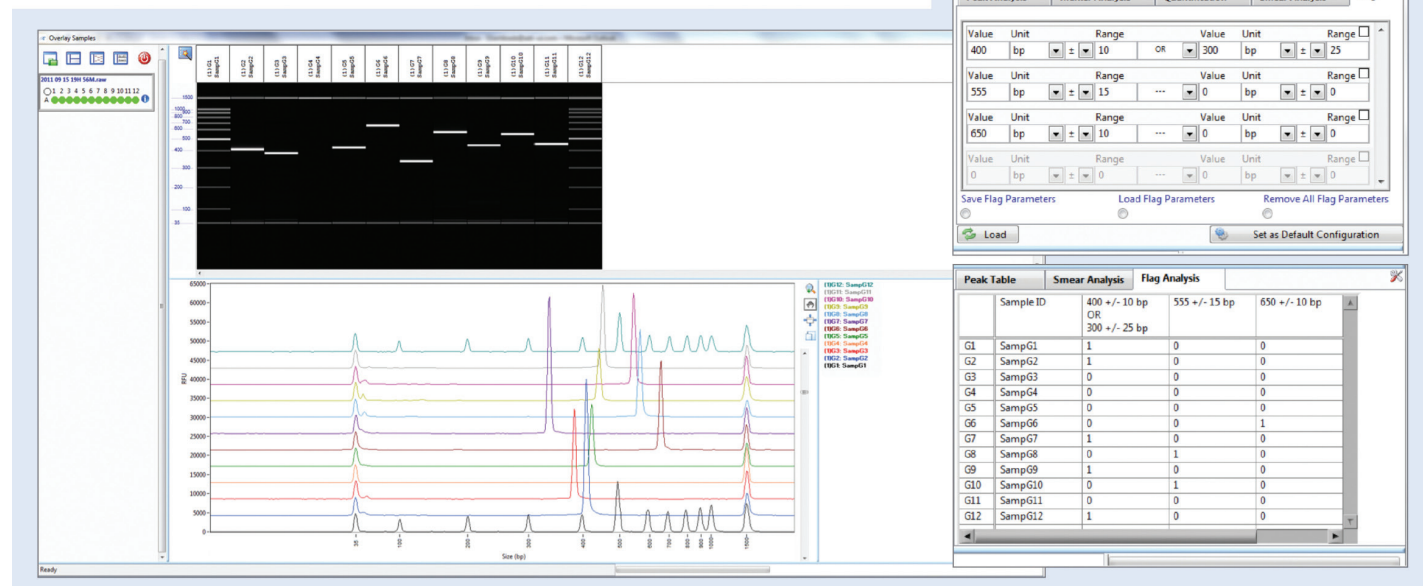 Overlay Samples
2011 09 15 19H 56M.raw
1 2 3 4 5 6 7 8 9 10 11 12
A
(1) G1 SampG1
(1) G2 SampG2
(1) G3 SampG3
(1) G4 SampG4
(1) G5 SampG5
(1) G6 SampG6
(1) G7 SampG7
(1) G8 SampG8
(1) G9 SampG9
(1) G10 SampG10
(1) G11 SampG11
(1) G12 SampG12
1500
1000
900
800
700
600
500
400
300
200
100
35
65000
60000
55000
50000
45000
40000
35000
30000
25000
20000
15000
10000
5000
0
RFU
35 100 200 300 400 500 600 700 800 900 1000 1500
Size (bp)
(1)G12: SampG12
(1)G11: SampG11
(1)G10: SampG10
(1)G9: SampG9
(1)G8: SampG8
(1)G7: SampG7
(1)G6: SampG6
(1)G5: SampG5
(1)G4: SampG4
(1)G3: SampG3
(1)G2: SampG2
(1)G1: SampG1
Ready
Value Unit Range Value Unit Range
400 bp ± 10 OR 300 bp ± 25
Value Unit Range Value Unit Range
555 bp ± 15 --- 0 bp ± 0
Value Unit Range Value Unit Range
650 bp ± 10 --- 0 bp ± 0
Value Unit Range Value Unit Range
0 bp ± 0 --- 0 bp ± 0
Save Flag Parameters Load Flag Parameters Remove All Flag Parameters
Load Set as Default Configuration
Peak Table Smear Analysis Flag Analysis
Sample ID 400 +/- 10 bp 555 +/- 15 bp 650 +/- 10 bp
OR
300 +/- 25 bp
G1 SampG1 1 0 0
G2 SampG2 1 0 0
G3 SampG3 0 0 0
G4 SampG4 0 0 0
G5 SampG5 0 0 0
G6 SampG6 0 0 1
G7 SampG7 1 0 0
G8 SampG8 0 1 0
G9 SampG9 1 0 0
G10 SampG10 0 1 0
G11 SampG11 0 0 0
G12 SampG12 1 0 0